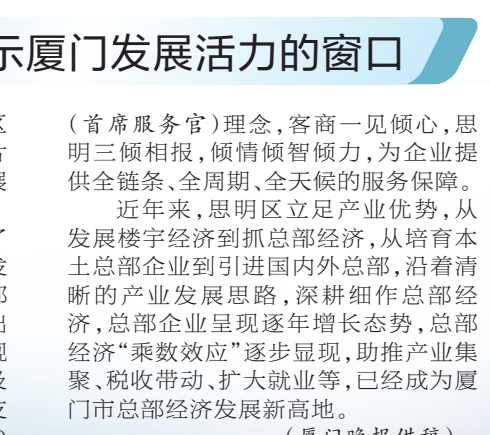 示厦门发展活力的窗口
(首席服务官)理念,客商一见倾心,思
明三倾相报,倾情倾智倾力,为企业提
供全链条、全周期、全天候的服务保障。
近年来,思明区立足产业优势,从
发展楼宇经济到抓总部经济,从培育本
土总部企业到引进国内外总部,沿着清
晰的产业发展思路,深耕细作总部经
济,总部企业呈现逐年增长态势,总部
经济“乘数效应”逐步显现,助推产业集
聚、税收带动、扩大就业等,已经成为厦
门市总部经济发展新高地。
(厦门晚报供稿)